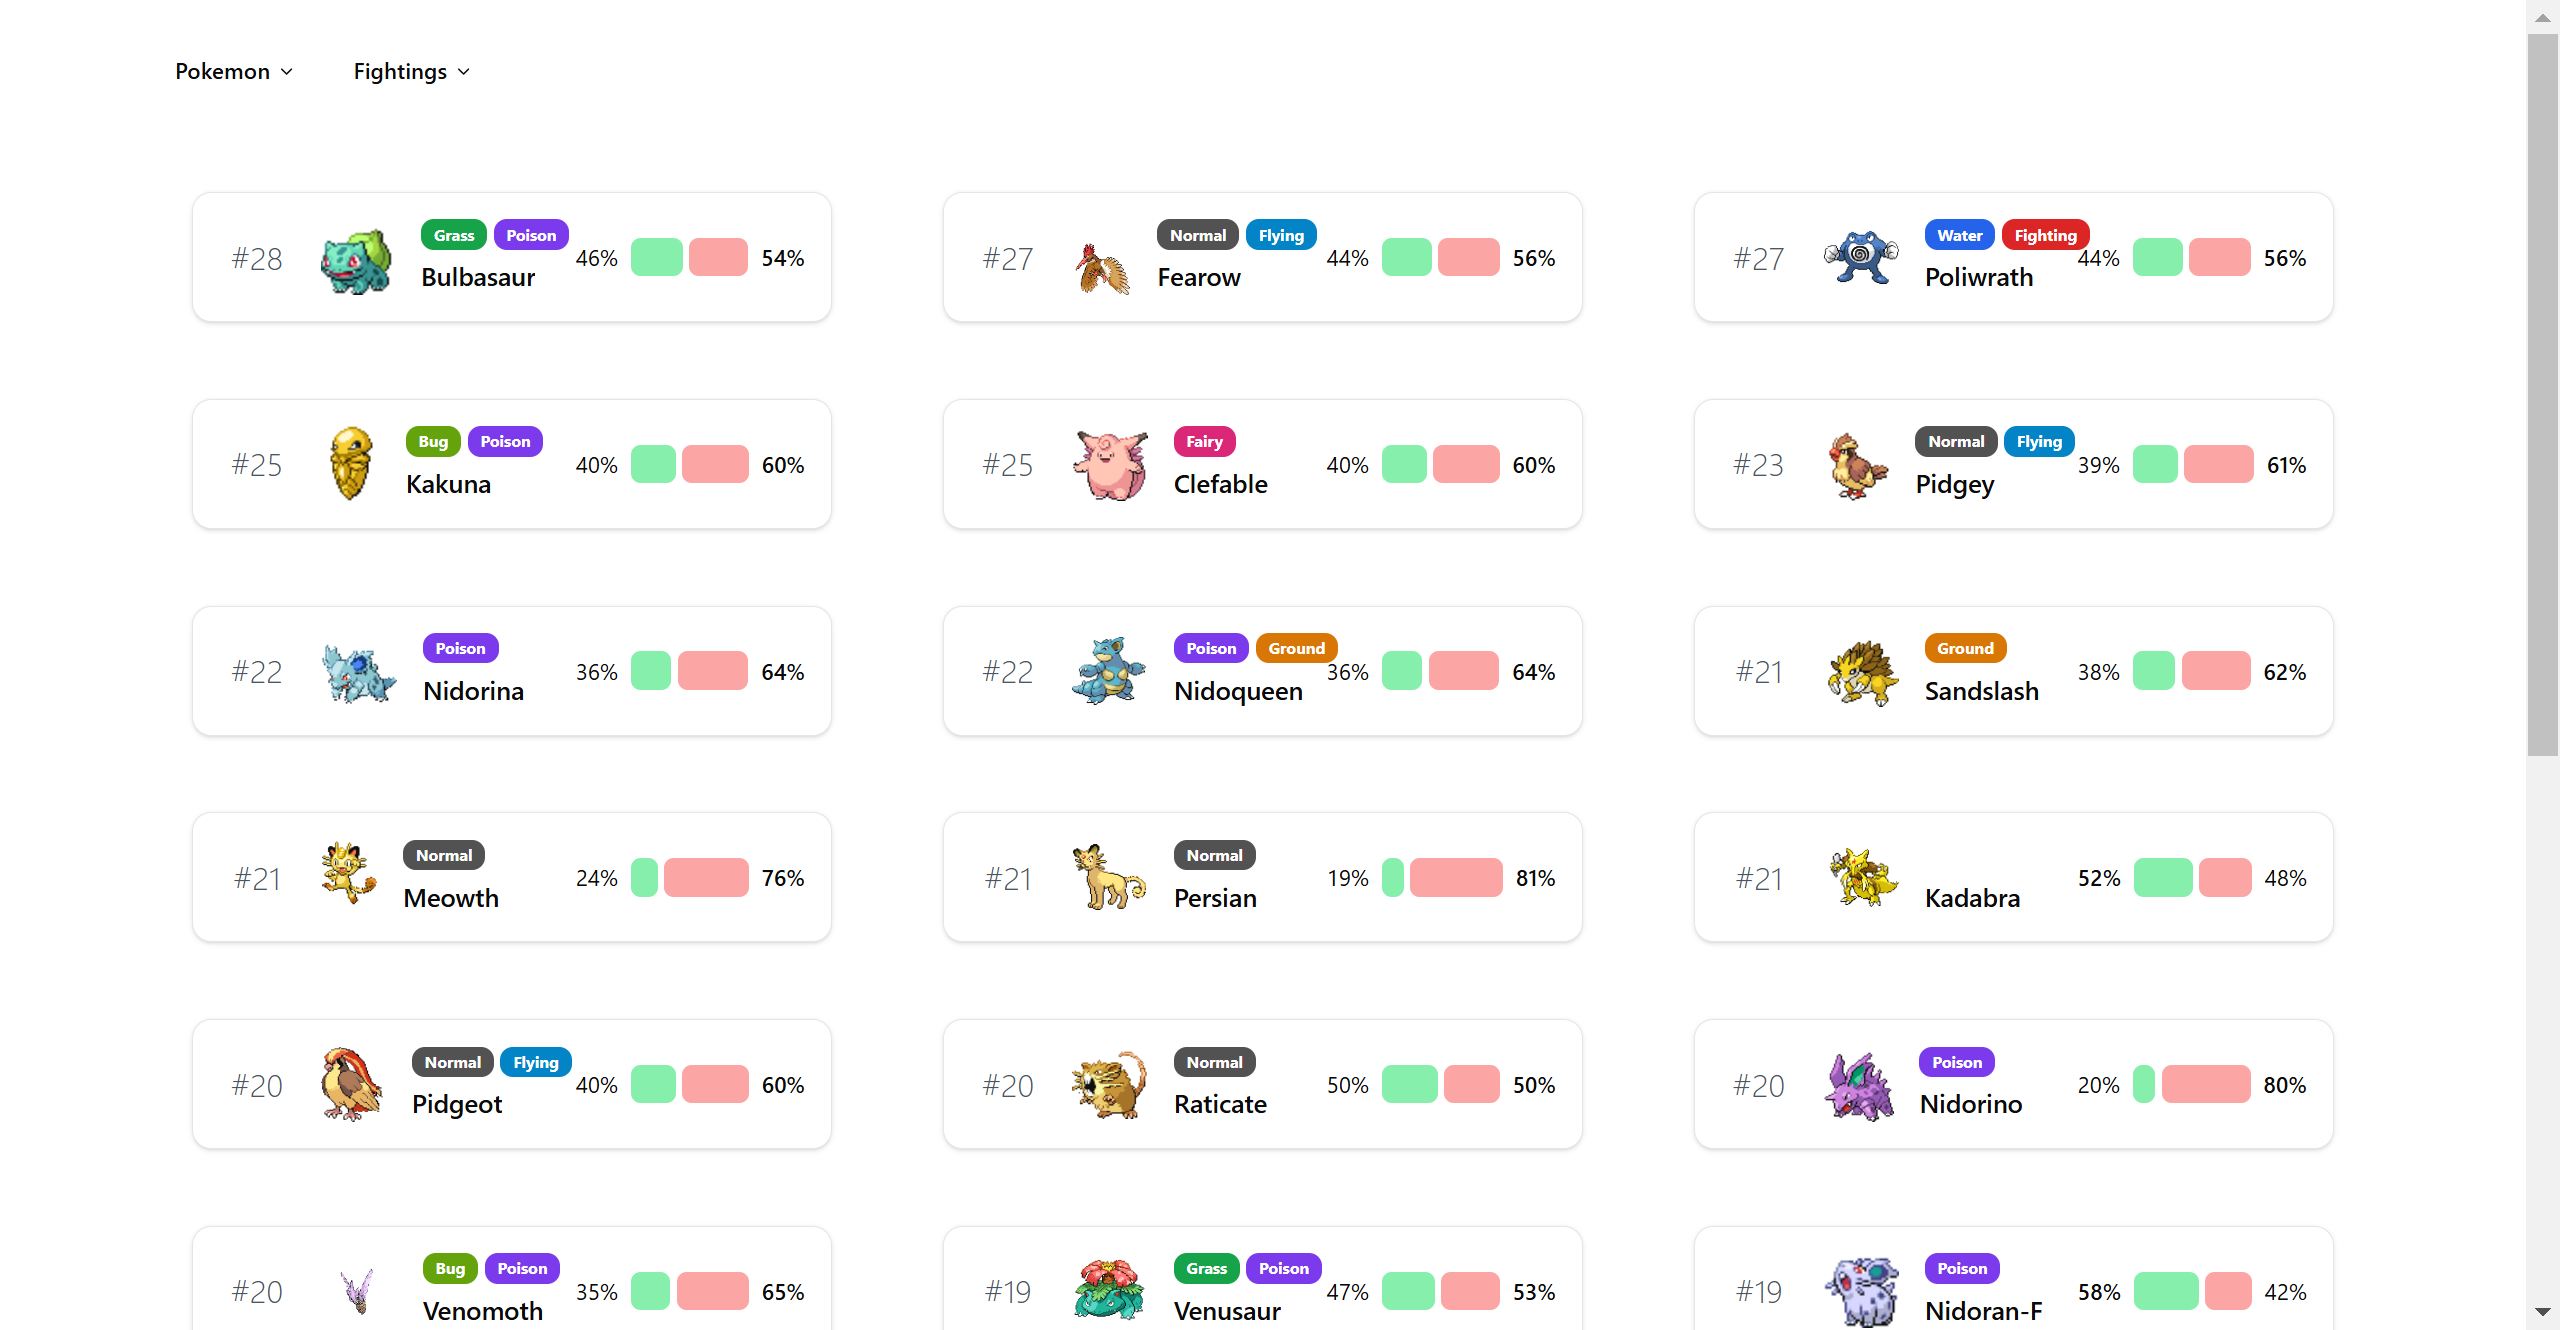 Pokemon Fightings
#28 Grass Poison Bulbasaur 46% 54%
#27 Normal Flying Fearow 44% 56%
#27 Water Fighting Poliwrath 44% 56%
#25 Bug Poison Kakuna 40% 60%
#25 Fairy Clefable 40% 60%
#23 Normal Flying Pidgey 39% 61%
#22 Poison Nidorina 36% 64%
#22 Poison Ground Nidoqueen 36% 64%
#21 Ground Sandslash 38% 62%
#21 Normal Meowth 24% 76%
#21 Normal Persian 19% 81%
#21 Kadabra 52% 48%
#20 Normal Flying Pidgeot 40% 60%
#20 Normal Raticate 50% 50%
#20 Poison Nidorino 20% 80%
#20 Bug Poison Venomoth 35% 65%
#19 Grass Poison Venusaur 47% 53%
#19 Poison Nidoran-F 58% 42%